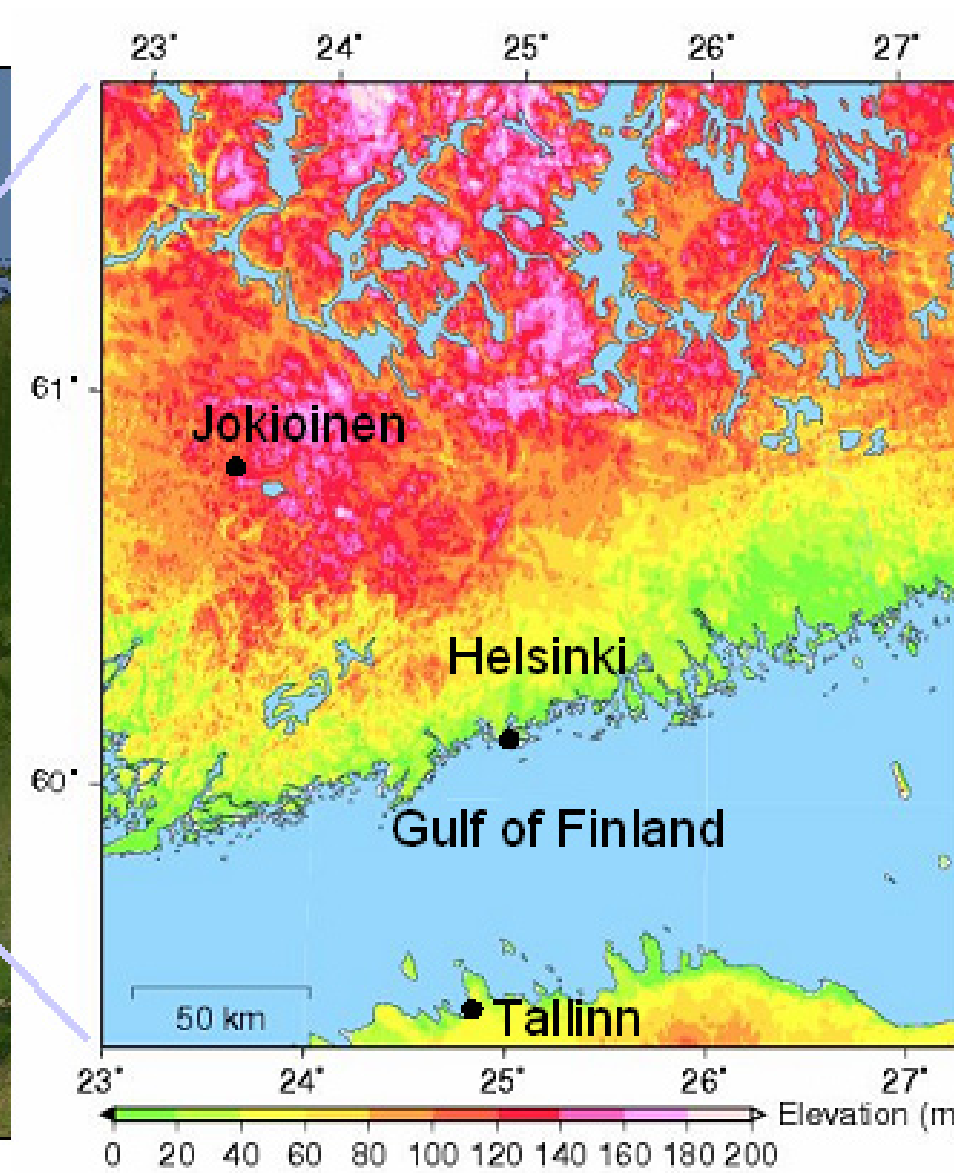 23° 24° 25° 26° 27°
61°
Jokioinen
Helsinki
60°
Gulf of Finland
50 km
Tallinn
23° 24° 25° 26° 27°
Elevation (m
0 20 40 60 80 100 120 140 160 180 200